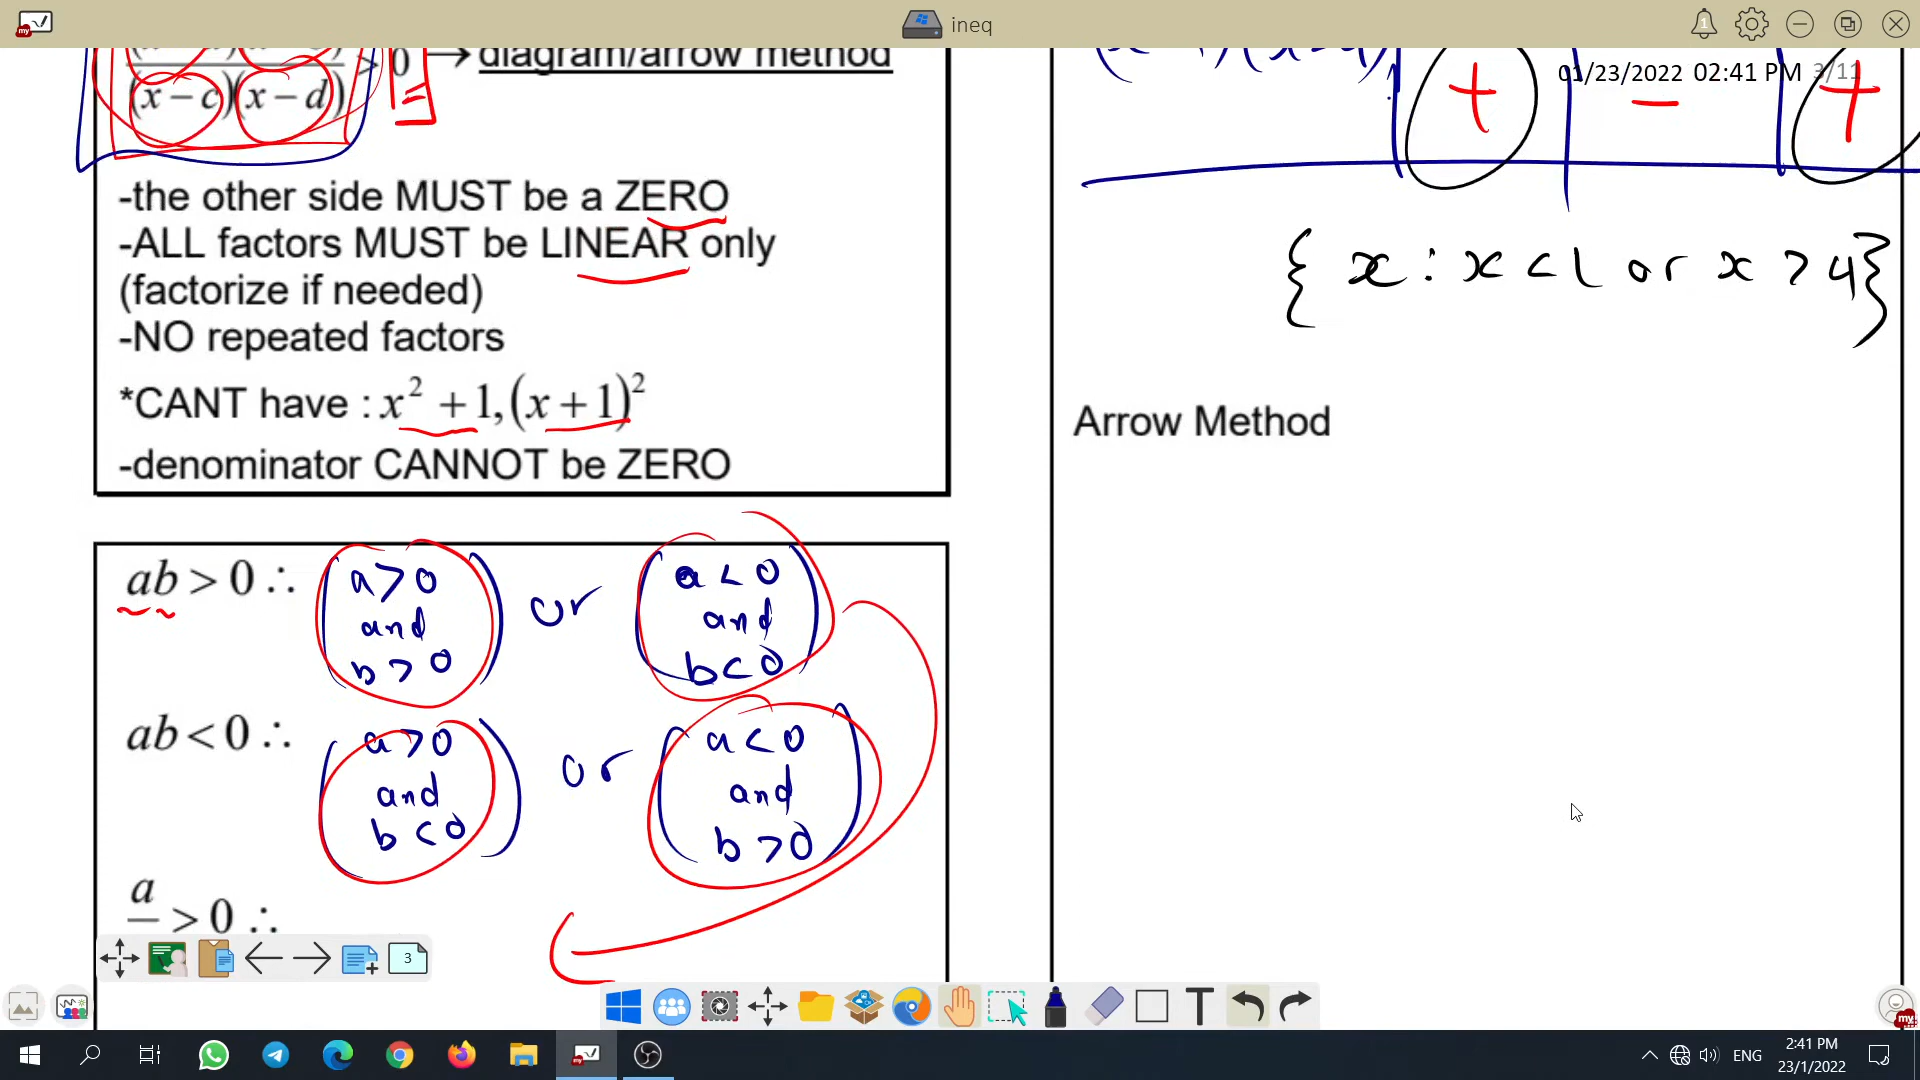 ineq
01/23/2022 02:41 PM 3/11
(x - c)(x - d) > 0 → diagram/arrow method
=
-the other side MUST be a ZERO
-ALL factors MUST be LINEAR only
(factorize if needed)
-NO repeated factors
*CANT have : x² + 1, (x + 1)²
-denominator CANNOT be ZERO
ab > 0 ∴ (a > 0 and b > 0) or (a < 0 and b < 0)
ab < 0 ∴ (a > 0 and b < 0) or (a < 0 and b > 0)
a
> 0 ∴
+ − +
{ x : x < 1 or x > 4}
Arrow Method
3
T
my
ENG
2:41 PM
23/1/2022